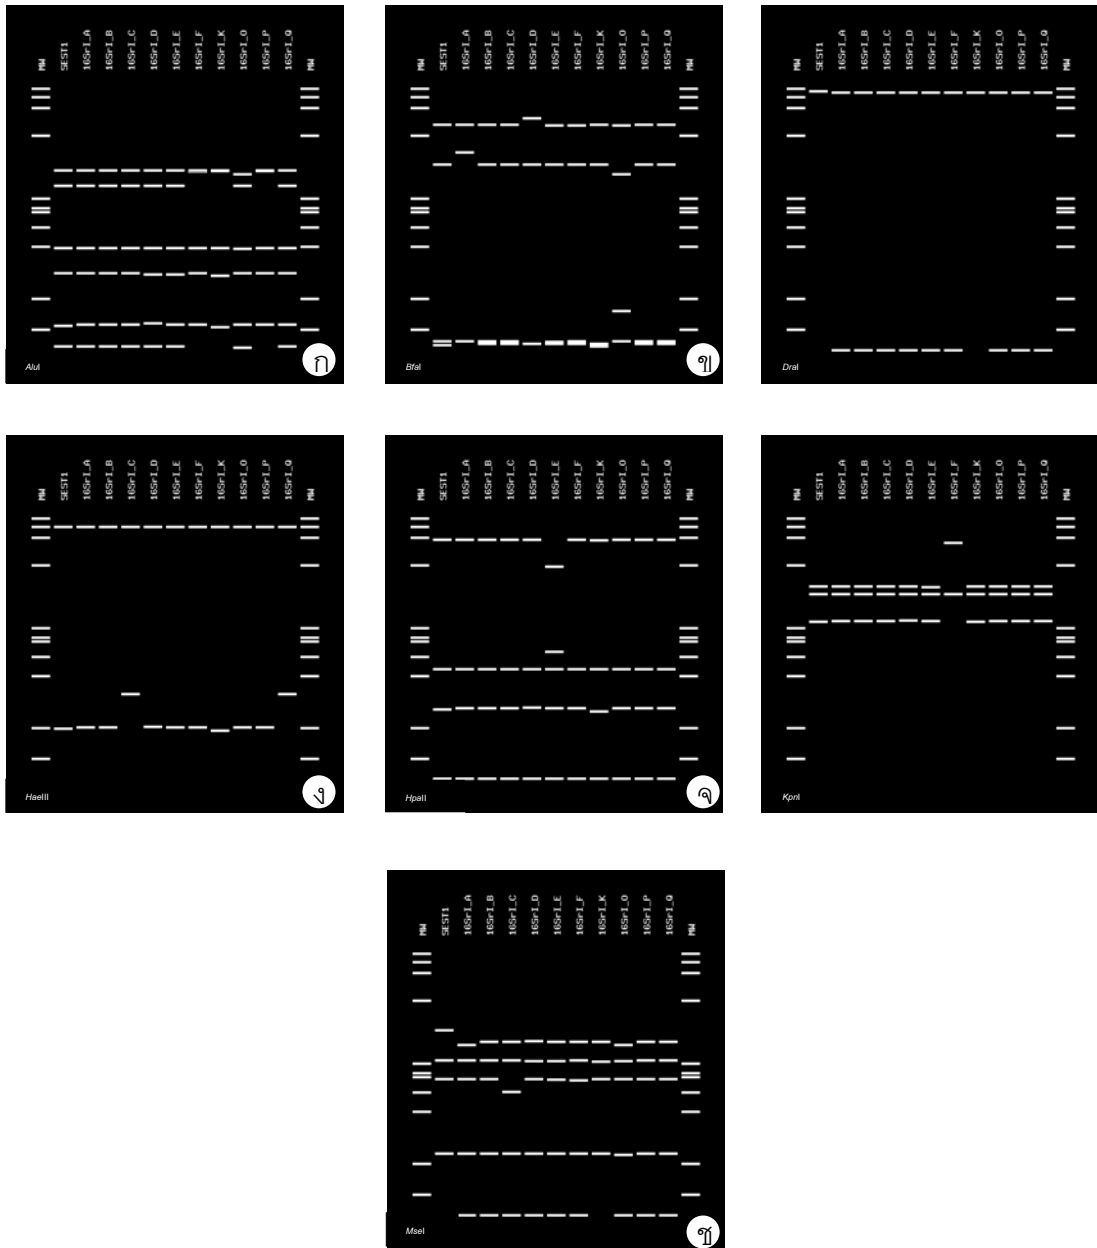 MW SEST1 16SrI_A 16SrI_B 16SrI_C 16SrI_D 16SrI_E 16SrI_F 16SrI_K 16SrI_O 16SrI_P 16SrI_Q MW
AluI ก
MW SEST1 16SrI_A 16SrI_B 16SrI_C 16SrI_D 16SrI_E 16SrI_F 16SrI_K 16SrI_O 16SrI_P 16SrI_Q MW
BfaI ข
MW SEST1 16SrI_A 16SrI_B 16SrI_C 16SrI_D 16SrI_E 16SrI_F 16SrI_K 16SrI_O 16SrI_P 16SrI_Q MW
DraI
MW SEST1 16SrI_A 16SrI_B 16SrI_C 16SrI_D 16SrI_E 16SrI_F 16SrI_K 16SrI_O 16SrI_P 16SrI_Q MW
HaeIII ง
MW SEST1 16SrI_A 16SrI_B 16SrI_C 16SrI_D 16SrI_E 16SrI_F 16SrI_K 16SrI_O 16SrI_P 16SrI_Q MW
HpaII จ
MW SEST1 16SrI_A 16SrI_B 16SrI_C 16SrI_D 16SrI_E 16SrI_F 16SrI_K 16SrI_O 16SrI_P 16SrI_Q MW
KpnI
MW SEST1 16SrI_A 16SrI_B 16SrI_C 16SrI_D 16SrI_E 16SrI_F 16SrI_K 16SrI_O 16SrI_P 16SrI_Q MW
MseI ช